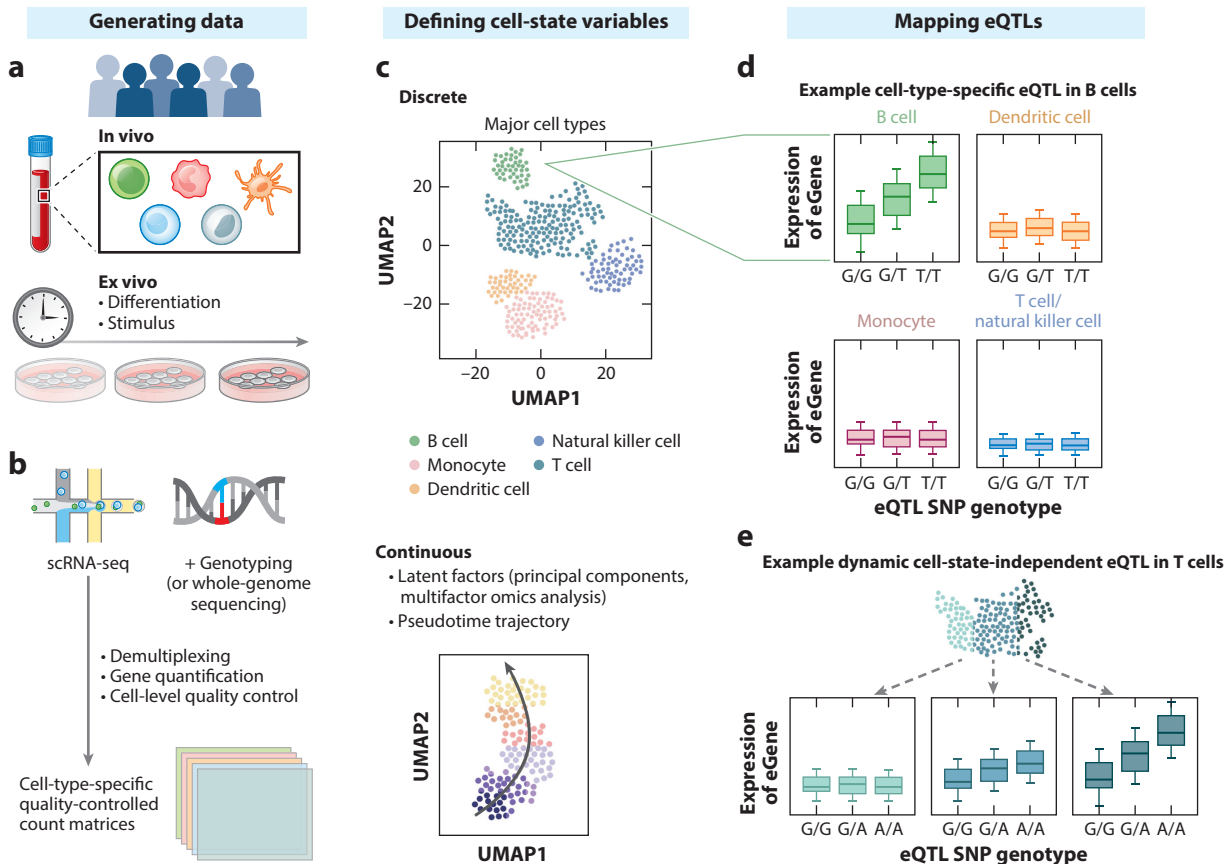 Generating data
Defining cell-state variables
Mapping eQTLs
a
In vivo
Ex vivo
• Differentiation
• Stimulus
b
scRNA-seq
+ Genotyping
(or whole-genome
sequencing)
• Demultiplexing
• Gene quantification
• Cell-level quality control
Cell-type-specific
quality-controlled
count matrices
c
Discrete
Major cell types
UMAP2
20
0
−20
−20
0
20
UMAP1
B cell
Monocyte
Dendritic cell
Natural killer cell
T cell
Continuous
• Latent factors (principal components,
multifactor omics analysis)
• Pseudotime trajectory
UMAP2
UMAP1
d
Example cell-type-specific eQTL in B cells
B cell
Dendritic cell
Expression
of eGene
G/G G/T T/T
G/G G/T T/T
Monocyte
T cell/
natural killer cell
Expression
of eGene
G/G G/T T/T
G/G G/T T/T
eQTL SNP genotype
e
Example dynamic cell-state-independent eQTL in T cells
Expression
of eGene
G/G G/A A/A
G/G G/A A/A
G/G G/A A/A
eQTL SNP genotype